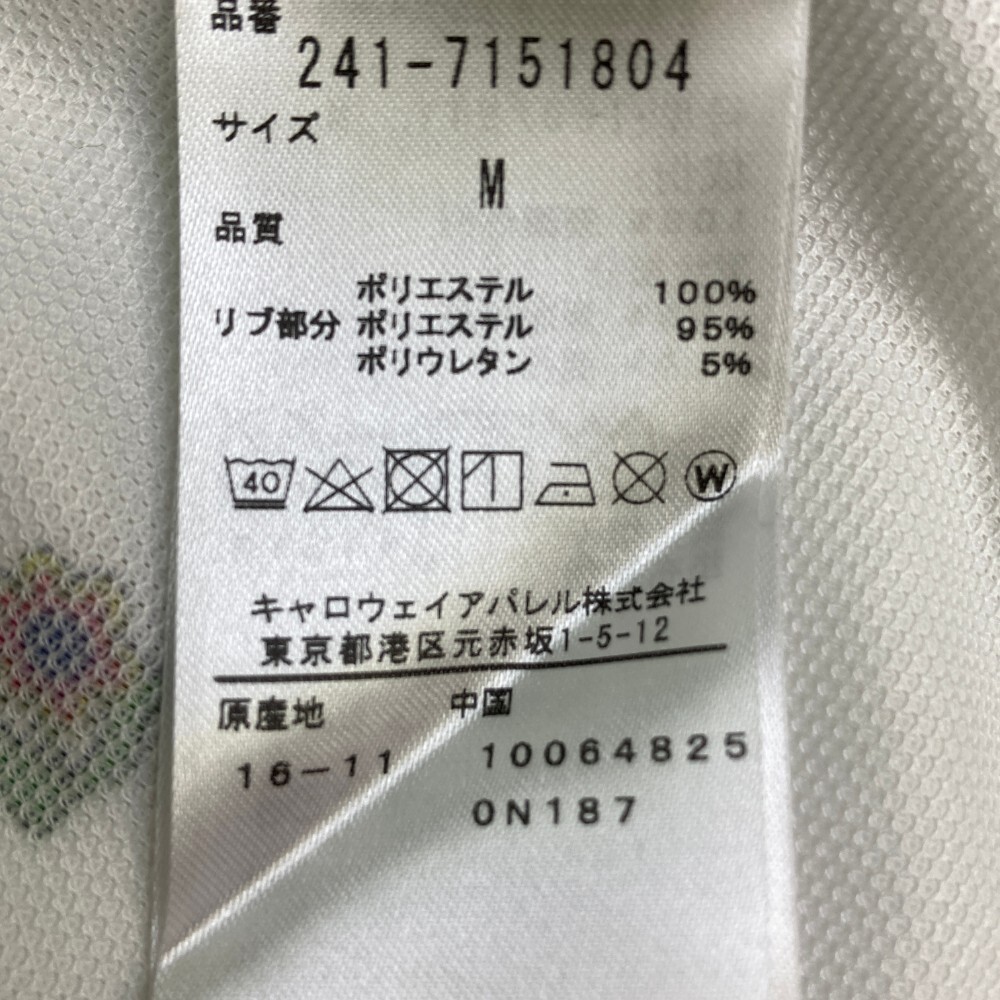 品番
241-7151804
サイズ
M
品質
ポリエステル 100%
リブ部分 ポリエステル 95%
ポリウレタン 5%
40 W
キャロウェイアパレル株式会社
東京都港区元赤坂1-5-12
原産地 中国
16-11 10064825
0N187